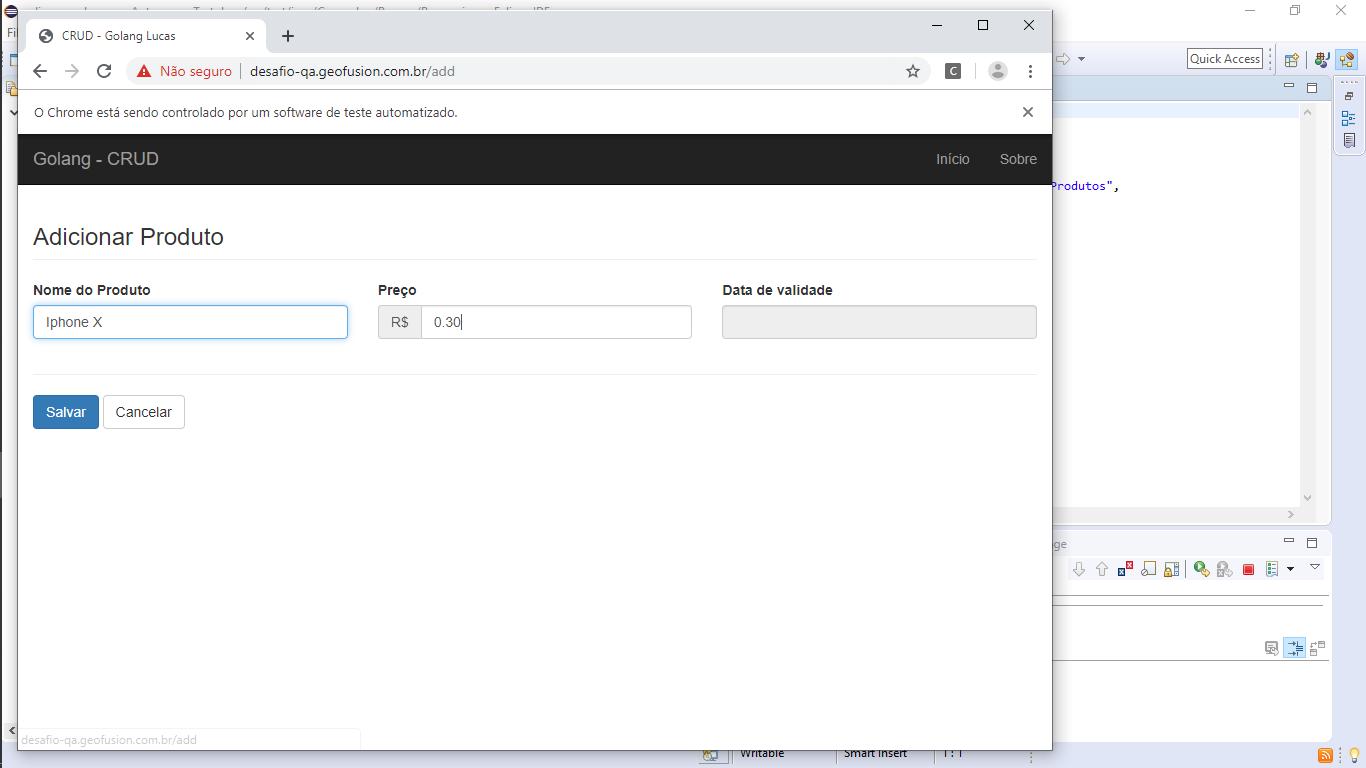 CRUD - Golang Lucas
Não seguro
desafio-qa.geofusion.com.br/add
Quick Access
O Chrome está sendo controlado por um software de teste automatizado.
Golang - CRUD
Início
Sobre
Produtos",
Adicionar Produto
Nome do Produto
Preço
Data de validade
Iphone X
R$
0.30
Salvar
Cancelar
ge
desafio-qa.geofusion.com.br/add
Writable
Smart Insert
1 : 1